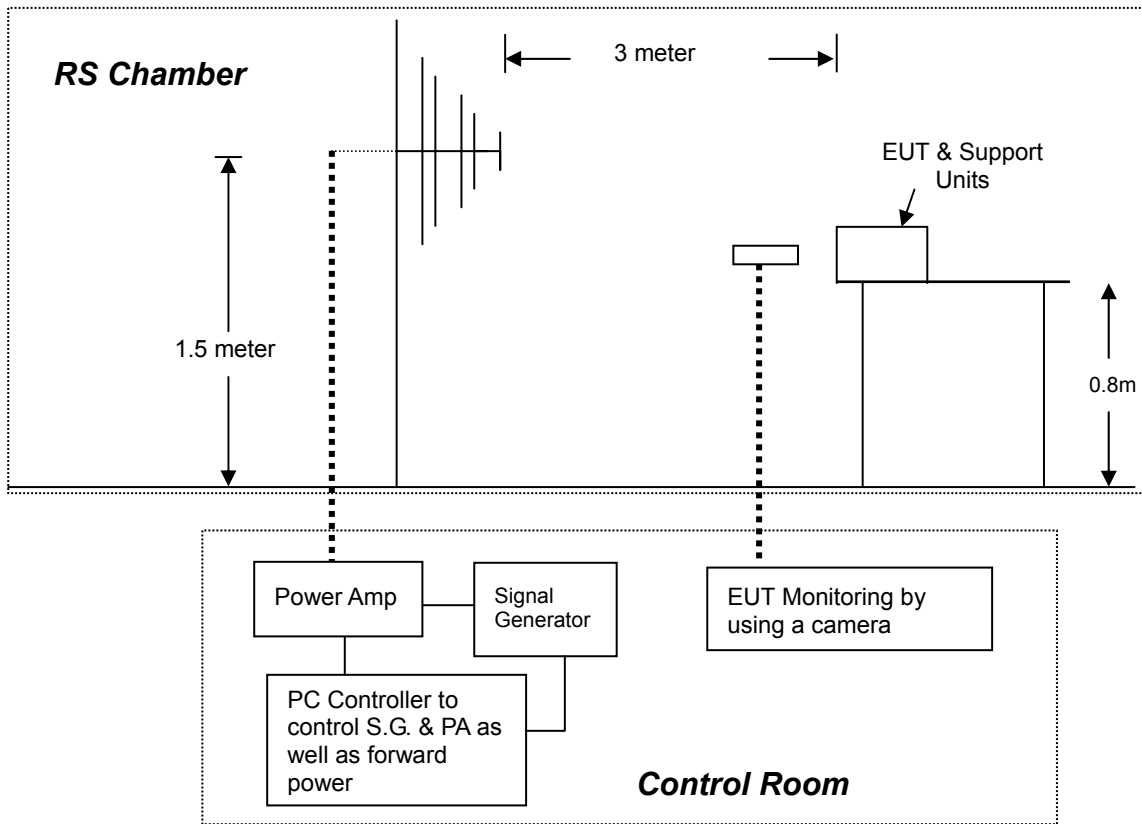 3 meter
RS Chamber
EUT & Support
Units
1.5 meter
0.8m
Power Amp
Signal
Generator
EUT Monitoring by
using a camera
PC Controller to
control S.G. & PA as
well as forward
power
Control Room